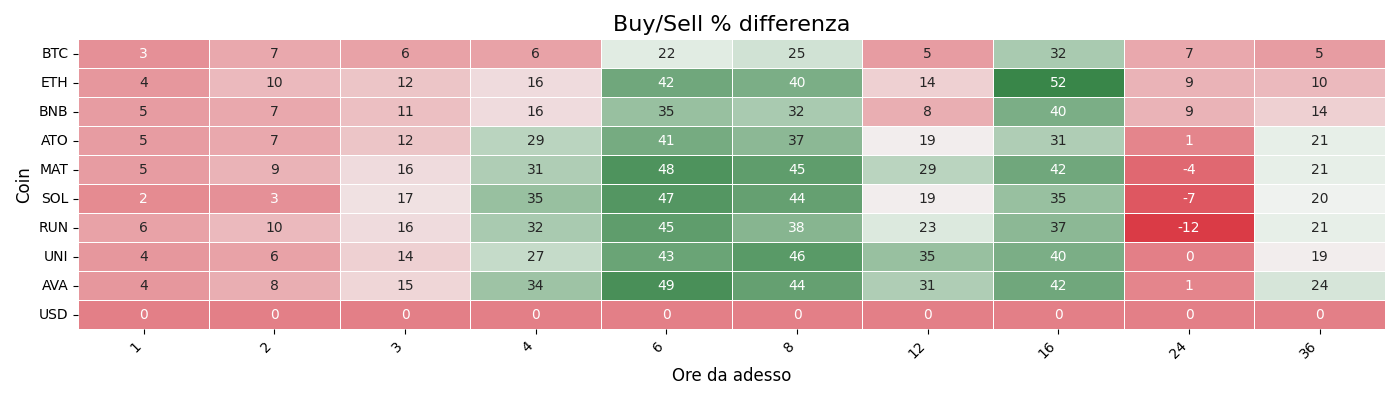 Buy/Sell % differenza
Coin
BTC 3 7 6 6 22 25 5 32 7 5
ETH 4 10 12 16 42 40 14 52 9 10
BNB 5 7 11 16 35 32 8 40 9 14
ATO 5 7 12 29 41 37 19 31 1 21
MAT 5 9 16 31 48 45 29 42 -4 21
SOL 2 3 17 35 47 44 19 35 -7 20
RUN 6 10 16 32 45 38 23 37 -12 21
UNI 4 6 14 27 43 46 35 40 0 19
AVA 4 8 15 34 49 44 31 42 1 24
USD 0 0 0 0 0 0 0 0 0 0
1 2 3 4 6 8 12 16 24 36
Ore da adesso